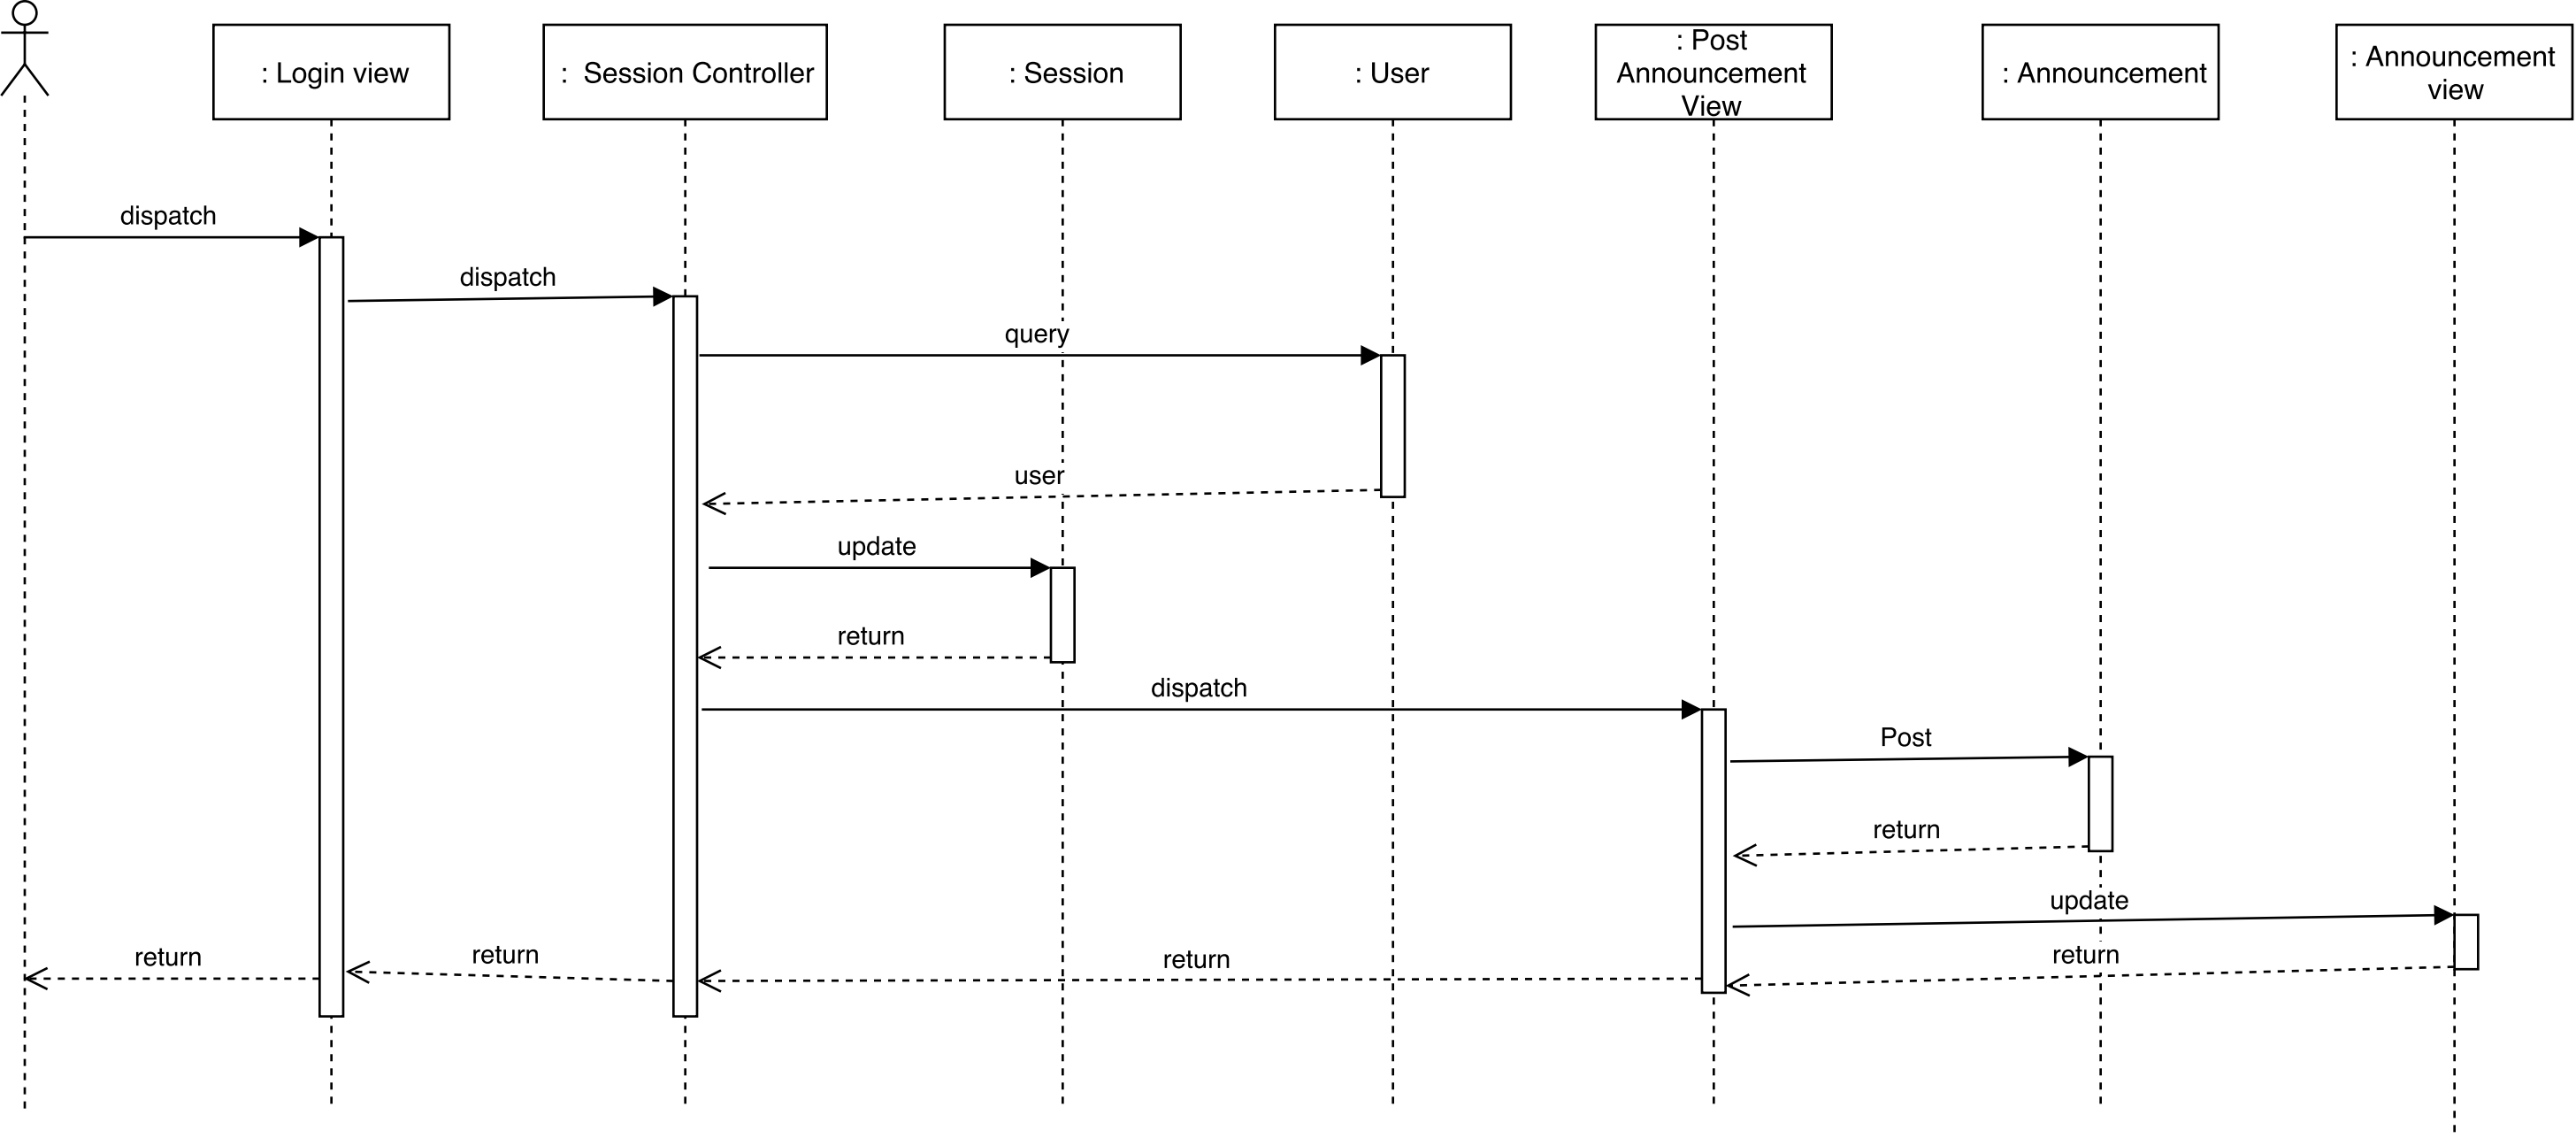 : Login view
:  Session Controller
: Session
: User
: Post
Announcement
View
: Announcement
: Announcement
view
dispatch
dispatch
query
user
update
return
dispatch
Post
return
update
return
return
return
return